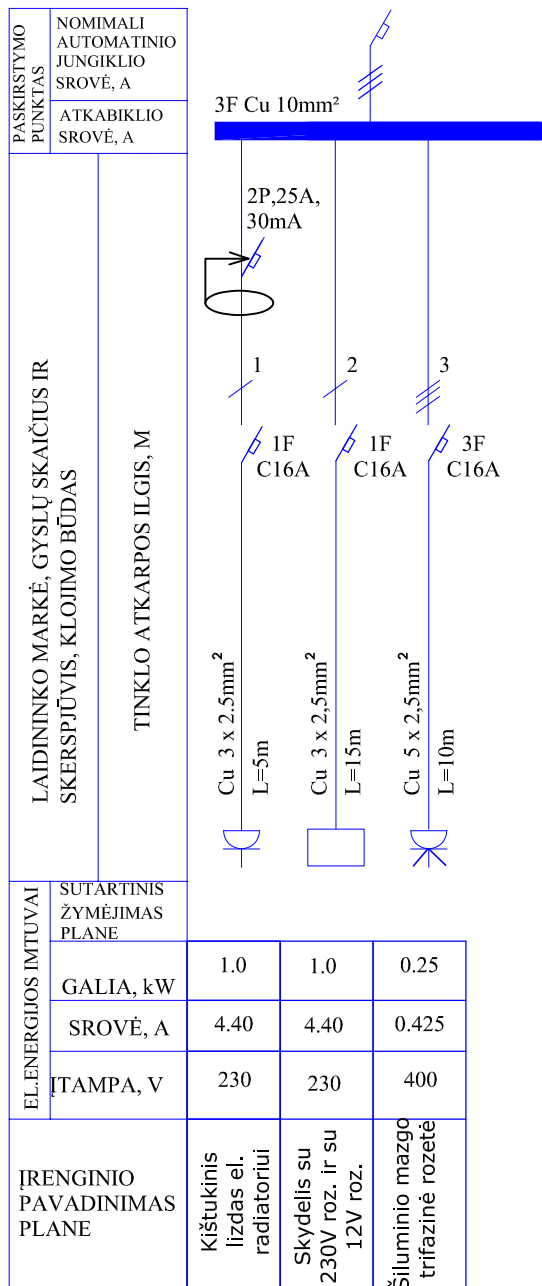 PASKIRSTYMO
PUNKTAS
NOMIMALI
AUTOMATINIO
JUNGIKLIO
SROVĖ, A
ATKABIKLIO
SROVĖ, A
3F Cu 10mm²
2P,25A,
30mA
LAIDININKO MARKĖ, GYSLŲ SKAIČIUS IR
SKERSPJŪVIS, KLOJIMO BŪDAS
TINKLO ATKARPOS ILGIS, M
1
2
3
1F
C16A
1F
C16A
3F
C16A
Cu 3 x 2.5mm²
L=5m
Cu 3 x 2,5mm²
L=15m
Cu 5 x 2,5mm²
L=10m
EL.ENERGIJOS IMTUVAI
SUTARTINIS
ŽYMĖJIMAS
PLANE
GALIA, kW
1.0
1.0
0.25
SROVĖ, A
4.40
4.40
0.425
ĮTAMPA, V
230
230
400
ĮRENGINIO
PAVADINIMAS
PLANE
Kištukinis
lizdas el.
radiatoriui
Skydelis su
230V roz. ir su
12V roz.
Šiluminio mazgo
trifazinė rozetė